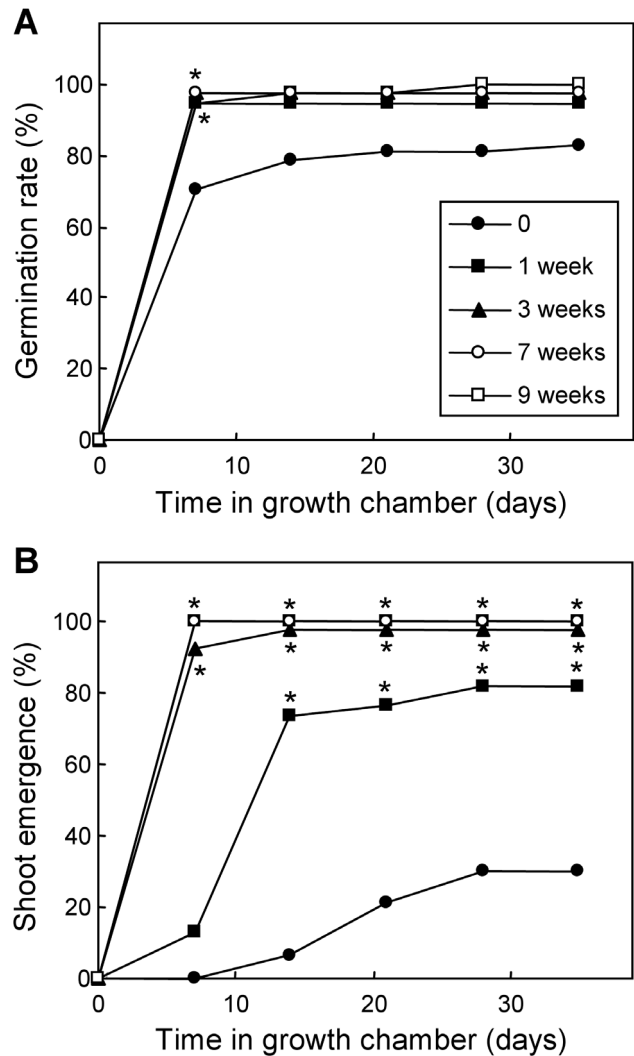 A
Germination rate (%)
100
80
60
40
20
0
0 10 20 30
Time in growth chamber (days)
* 
*
0
1 week
3 weeks
7 weeks
9 weeks
B
Shoot emergence (%)
100
80
60
40
20
0
0 10 20 30
Time in growth chamber (days)
* * * * *
* * * * *
* * * *